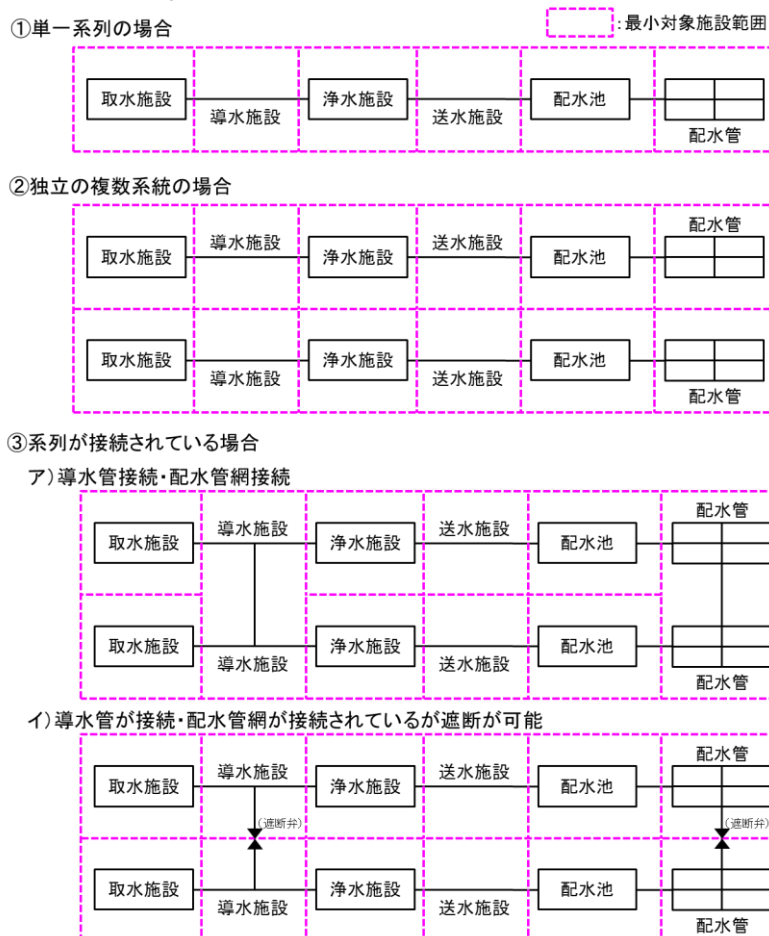 ①単一系列の場合
:最小対象施設範囲
取水施設 導水施設 浄水施設 送水施設 配水池 配水管
②独立の複数系統の場合
取水施設 導水施設 浄水施設 送水施設 配水池 配水管
取水施設 導水施設 浄水施設 送水施設 配水池 配水管
③系列が接続されている場合
ア)導水管接続・配水管網接続
取水施設 導水施設 浄水施設 送水施設 配水池 配水管
取水施設 導水施設 浄水施設 送水施設 配水池 配水管
イ)導水管が接続・配水管網が接続されているが遮断が可能
取水施設 導水施設 浄水施設 送水施設 配水池 配水管
(遮断弁) (遮断弁)
取水施設 導水施設 浄水施設 送水施設 配水池 配水管